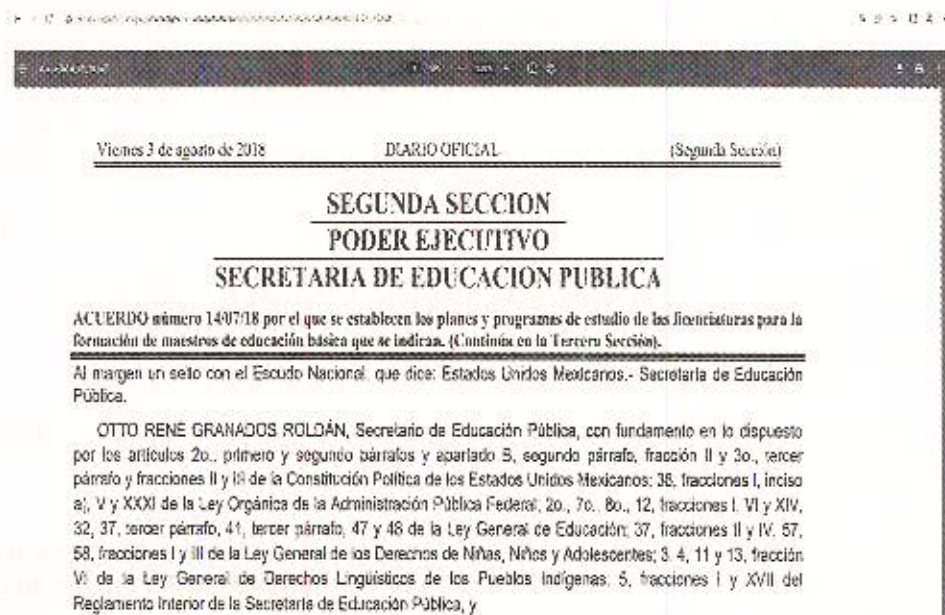 Viernes 3 de agosto de 2018 DIARIO OFICIAL (Segunda Sección)
SEGUNDA SECCION
PODER EJECUTIVO
SECRETARIA DE EDUCACION PUBLICA
ACUERDO número 14/07/18 por el que se establecen los planes y programas de estudio de las licenciaturas para la
formación de maestros de educación básica que se indican. (Continúa en la Tercera Sección).
Al margen un sello con el Escudo Nacional, que dice: Estados Unidos Mexicanos.- Secretaría de Educación
Pública.
OTTO RENÉ GRANADOS ROLDÁN, Secretario de Educación Pública, con fundamento en lo dispuesto
por los artículos 2o., primero y segundo párrafos y apartado B, segundo párrafo, fracción II y 3o., tercer
párrafo y fracciones II y III de la Constitución Política de los Estados Unidos Mexicanos; 38, fracciones I, inciso
a), V y XXXI de la Ley Orgánica de la Administración Pública Federal; 2o., 7o., 8o., 12, fracciones I, VI y XIV,
32, 37, tercer párrafo, 41, tercer párrafo, 47 y 48 de la Ley General de Educación; 37, fracciones II y IV, 57,
58, fracciones I y III de la Ley General de los Derechos de Niñas, Niños y Adolescentes; 3, 4, 11 y 13, fracción
VI de la Ley General de Derechos Lingüísticos de los Pueblos Indígenas; 5, fracciones I y XVII del
Reglamento Interior de la Secretaría de Educación Pública, y